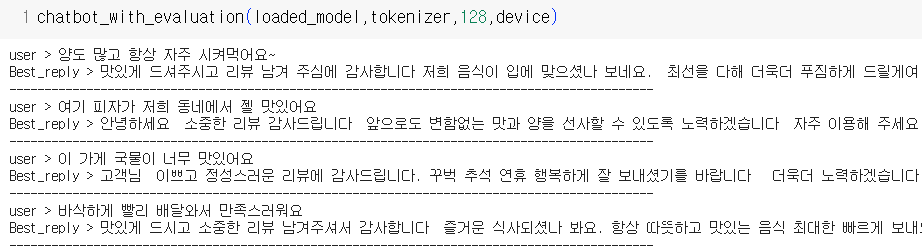 1 chatbot_with_evaluation(loaded_model,tokenizer,128,device)
user > 양도 많고 항상 자주 시켜먹어요~
Best_reply > 맛있게 드셔주시고 리뷰 남겨 주심에 감사합니다 저희 음식이 입에 맞으셨나 보네요.  최선을 다해 더욱더 푸짐하게 드릴게여
--------------------------------------------------------------------------------------------
user > 여기 피자가 저희 동네에서 젤 맛있어요
Best_reply > 안녕하세요  소중한 리뷰 감사드립니다  앞으로도 변함없는 맛과 양을 선사할 수 있도록 노력하겠습니다  자주 이용해 주세요
--------------------------------------------------------------------------------------------
user > 이 가게 국물이 너무 맛있어요
Best_reply > 고객님  이쁘고 정성스러운 리뷰에 감사드립니다. 꾸벅 추석 연휴 행복하게 잘 보내셨기를 바랍니다   더욱더 노력하겠습니다
--------------------------------------------------------------------------------------------
user > 바삭하게 빨리 배달와서 만족스러워요
Best_reply > 맛있게 드시고 소중한 리뷰 남겨주셔서 감사합니다  즐거운 식사되셨나 봐요. 항상 따뜻하고 맛있는 음식 최대한 빠르게 보내
--------------------------------------------------------------------------------------------